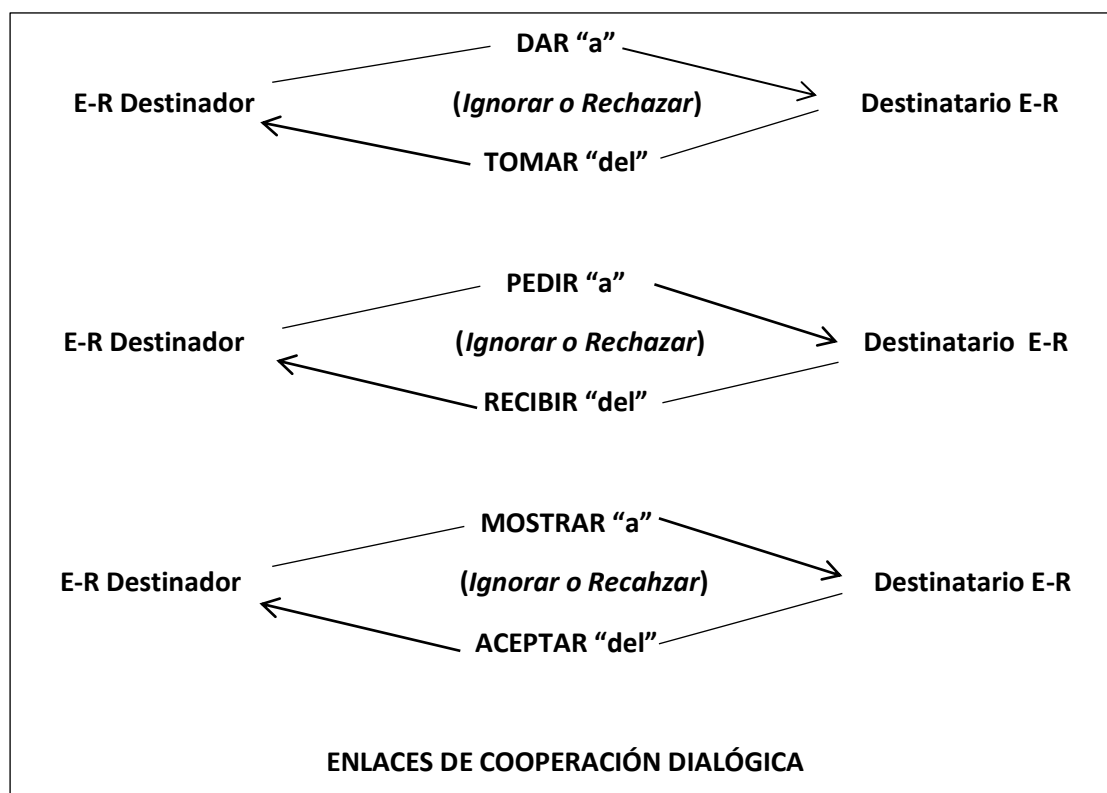 DAR “a”
E-R Destinador (Ignorar o Rechazar) Destinatario E-R
TOMAR “del”
PEDIR “a”
E-R Destinador (Ignorar o Rechazar) Destinatario E-R
RECIBIR “del”
MOSTRAR “a”
E-R Destinador (Ignorar o Recahzar) Destinatario E-R
ACEPTAR “del”
ENLACES DE COOPERACIÓN DIALÓGICA